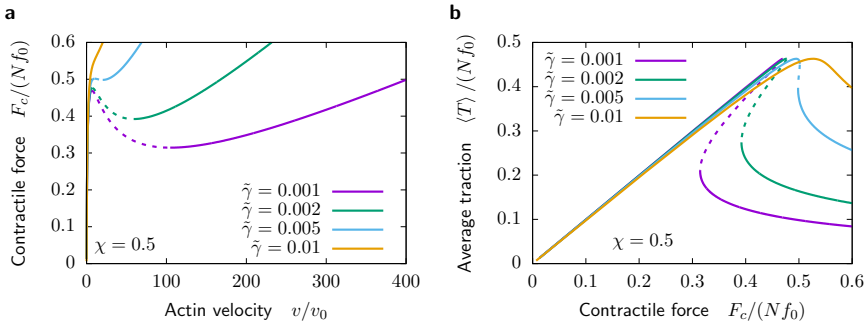 a
Contractile force F_c/(Nf_0)
0.6
0.5
0.4
0.3
0.2
0.1
0
γ̃ = 0.001
γ̃ = 0.002
γ̃ = 0.005
γ̃ = 0.01
χ = 0.5
0 100 200 300 400
Actin velocity v/v_0
b
Average traction ⟨T⟩/(Nf_0)
0.5
0.4
0.3
0.2
0.1
0
γ̃ = 0.001
γ̃ = 0.002
γ̃ = 0.005
γ̃ = 0.01
χ = 0.5
0 0.1 0.2 0.3 0.4 0.5 0.6
Contractile force F_c/(Nf_0)